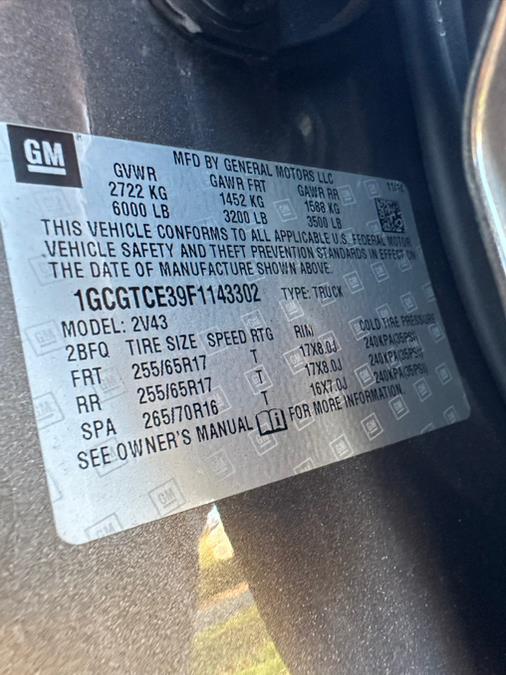 GM
MFD BY GENERAL MOTORS LLC
GVWR GAWR FRT GAWR RR
2722 KG 1452 KG 1588 KG
6000 LB 3200 LB 3500 LB
THIS VEHICLE CONFORMS TO ALL APPLICABLE U.S. FEDERAL MOTOR
VEHICLE SAFETY AND THEFT PREVENTION STANDARDS IN EFFECT ON
THE DATE OF MANUFACTURE SHOWN ABOVE.
1GCGTCE39F1143302 TYPE: TRUCK
MODEL: 2V43
2BFQ TIRE SIZE SPEED RTG RIM COLD TIRE PRESSURE
FRT 255/65R17 T 17X8.0J 240KPA(35PSI)
RR 255/65R17 T 17X8.0J 240KPA(35PSI)
SPA 265/70R16 T 16X7.0J 240KPA(35PSI)
SEE OWNER'S MANUAL FOR MORE INFORMATION.